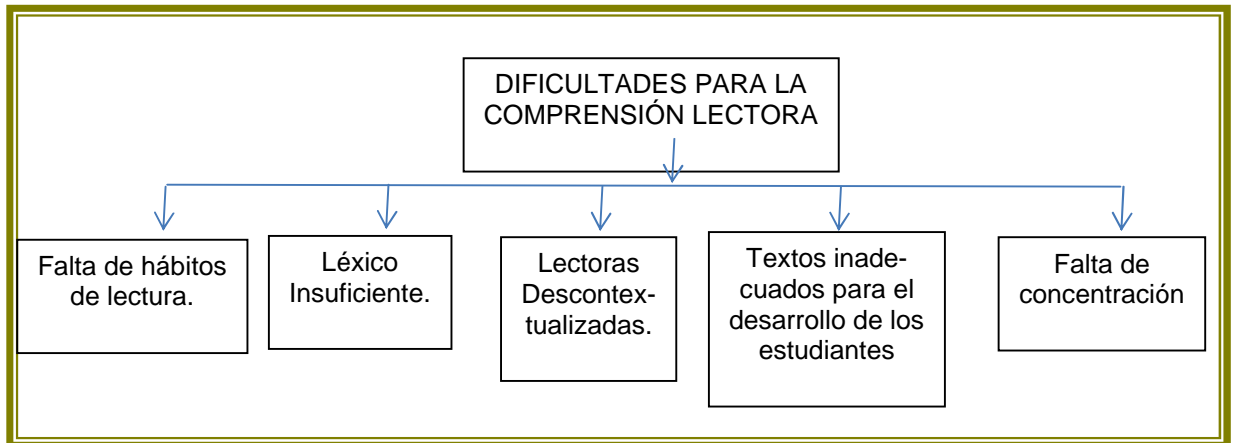 DIFICULTADES PARA LA
COMPRENSIÓN LECTORA
Falta de hábitos
de lectura.
Léxico
Insuficiente.
Lectoras
Descontex-
tualizadas.
Textos inade-
cuados para el
desarrollo de los
estudiantes
Falta de
concentración